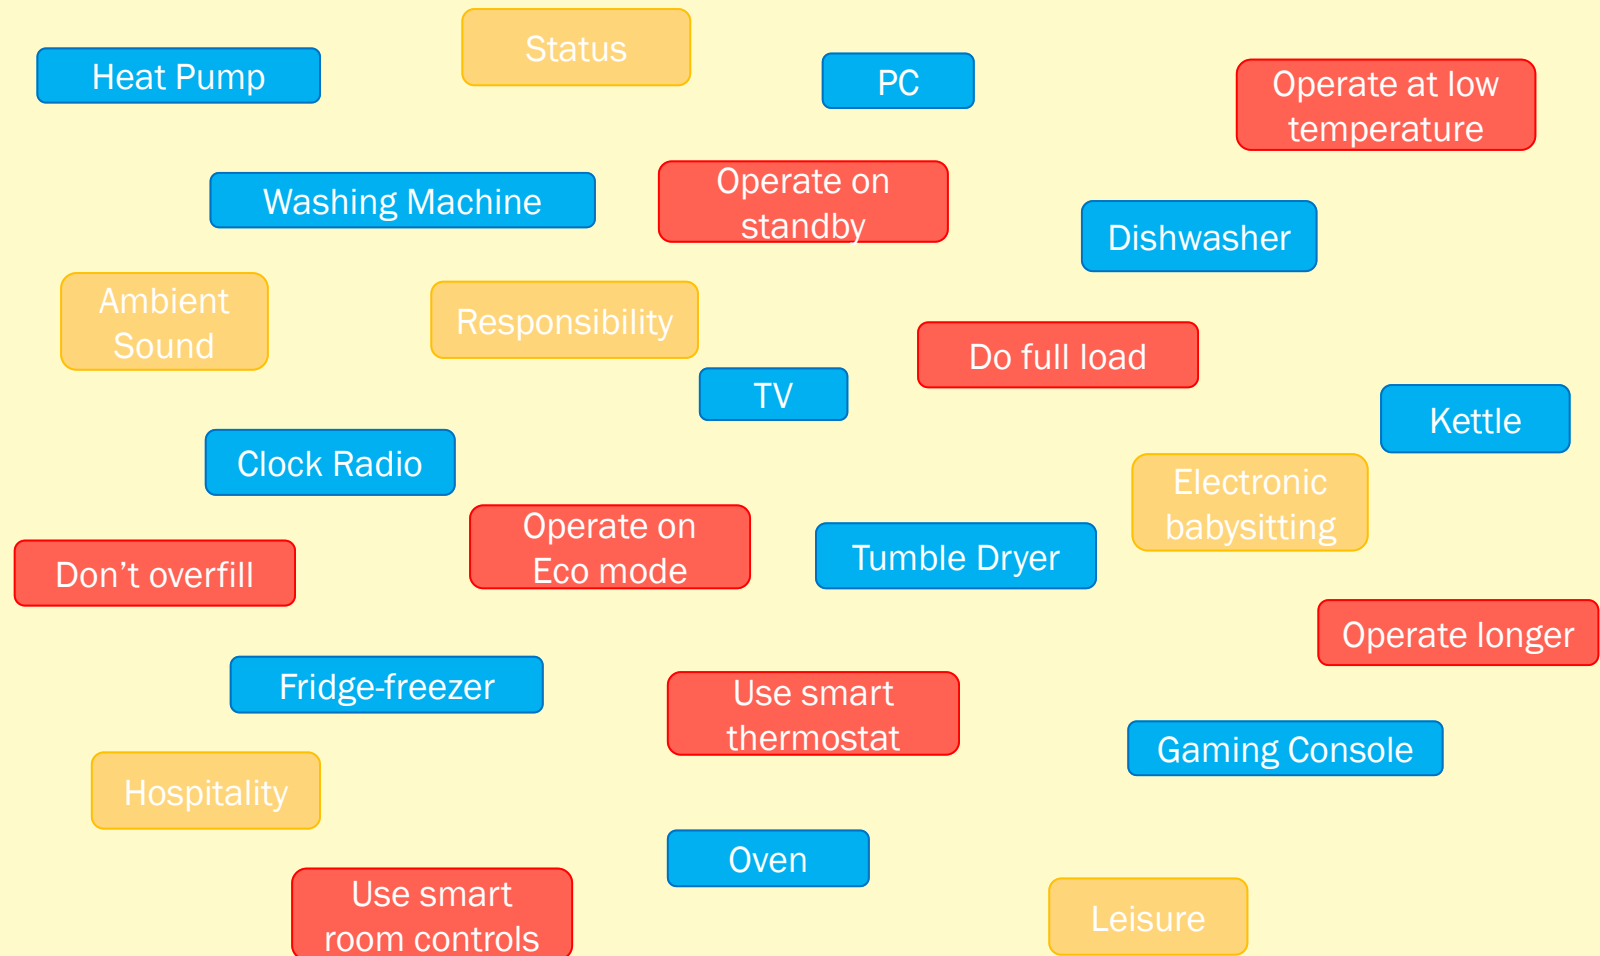 Status
Heat Pump
PC
Operate at low
temperature
Washing Machine
Operate on
standby
Dishwasher
Ambient
Sound
Responsibility
Do full load
TV
Kettle
Clock Radio
Electronic
babysitting
Operate on
Eco mode
Tumble Dryer
Don’t overfill
Operate longer
Fridge-freezer
Use smart
thermostat
Gaming Console
Hospitality
Oven
Use smart
room controls
Leisure